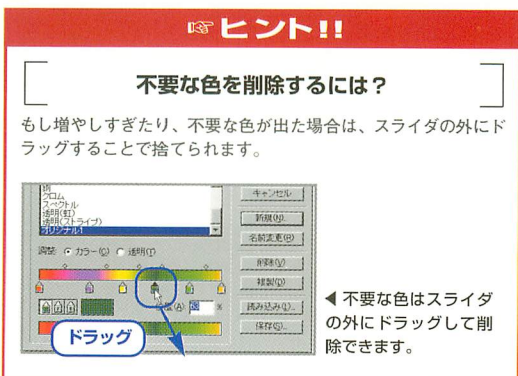 ☞ヒント!!
不要な色を削除するには?
もし増やしすぎたり、不要な色が出た場合は、スライダの外にド
ラッグすることで捨てられます。
クロム
スペクトル
透明(虹)
透明(ストライプ)
オリジナル1
キャンセル
新規(N)...
名前変更(R)
削除(V)
複製(D)
読み込み(L)...
保存(S)...
調整: カラー(C) 透明(T)
(A):
%
ドラッグ
◀不要な色はスライダ
の外にドラッグして削
除できます。